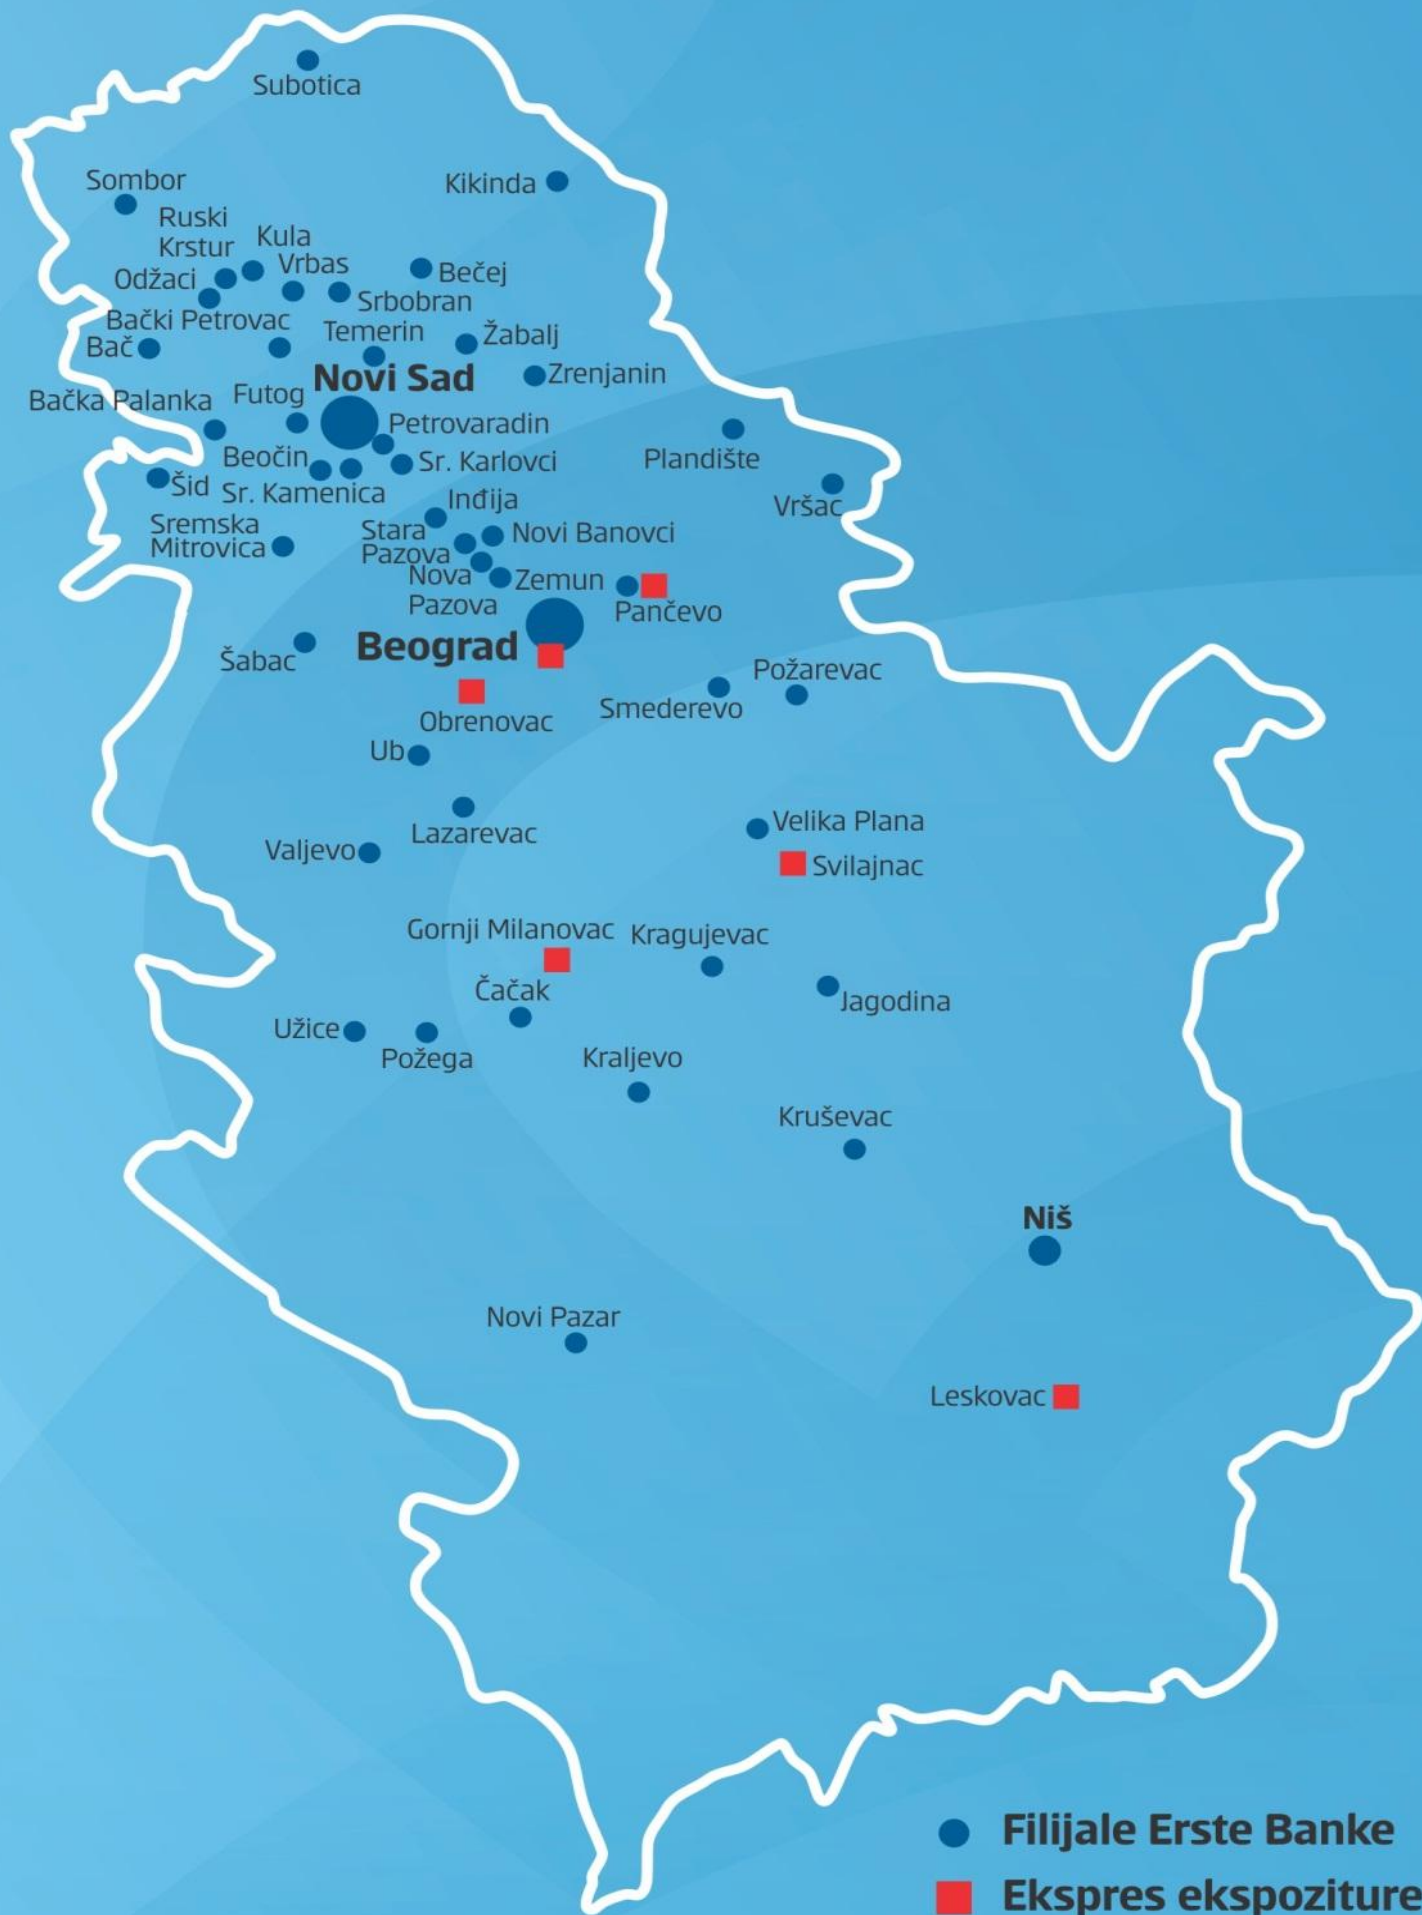 Subotica
Sombor
Kikinda
Ruski
Krstur
Kula
Vrbas
Bečej
Odžaci
Srbobran
Bački Petrovac
Temerin
Žabalj
Bač
Novi Sad
Zrenjanin
Bačka Palanka
Futog
Petrovaradin
Plandište
Beočin
Sr. Karlovci
Šid
Sr. Kamenica
Inđija
Vršac
Sremska
Mitrovica
Stara
Pazova
Novi Banovci
Nova
Pazova
Zemun
Pančevo
Beograd
Šabac
Požarevac
Smederevo
Obrenovac
Ub
Lazarevac
Velika Plana
Valjevo
Svilajnac
Gornji Milanovac
Kragujevac
Čačak
Jagodina
Užice
Požega
Kraljevo
Kruševac
Niš
Novi Pazar
Leskovac
Filijale Erste Banke
Ekspres ekspoziture